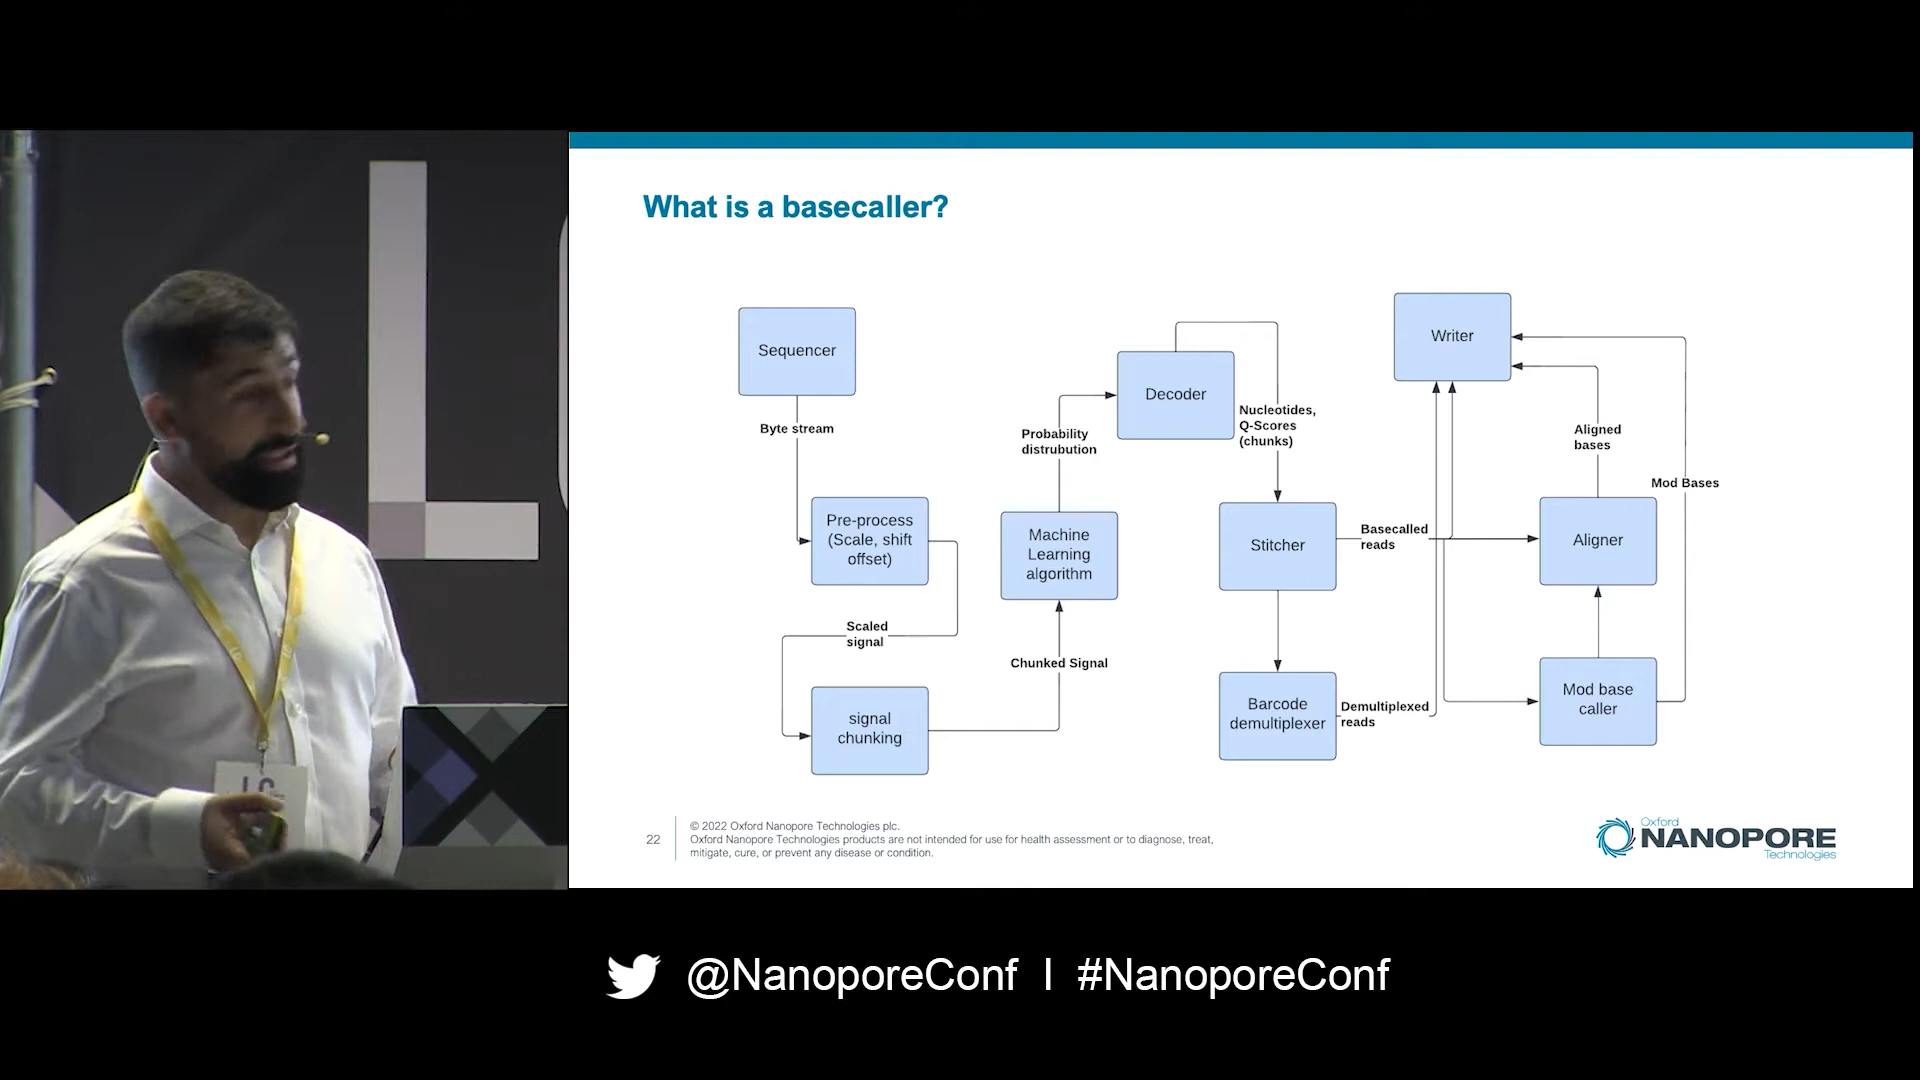 What is a basecaller?
Sequencer
Byte stream
Pre-process
(Scale, shift
offset)
Scaled
signal
signal
chunking
Chunked Signal
Machine
Learning
algorithm
Probability
distrubution
Decoder
Nucleotides,
Q-Scores
(chunks)
Stitcher
Basecalled
reads
Barcode
demultiplexer
Demultiplexed
reads
Writer
Aligned
bases
Aligner
Mod Bases
Mod base
caller
22
© 2022 Oxford Nanopore Technologies plc.
Oxford Nanopore Technologies products are not intended for use for health assessment or to diagnose, treat,
mitigate, cure, or prevent any disease or condition.
Oxford
NANOPORE
Technologies
@NanoporeConf | #NanoporeConf